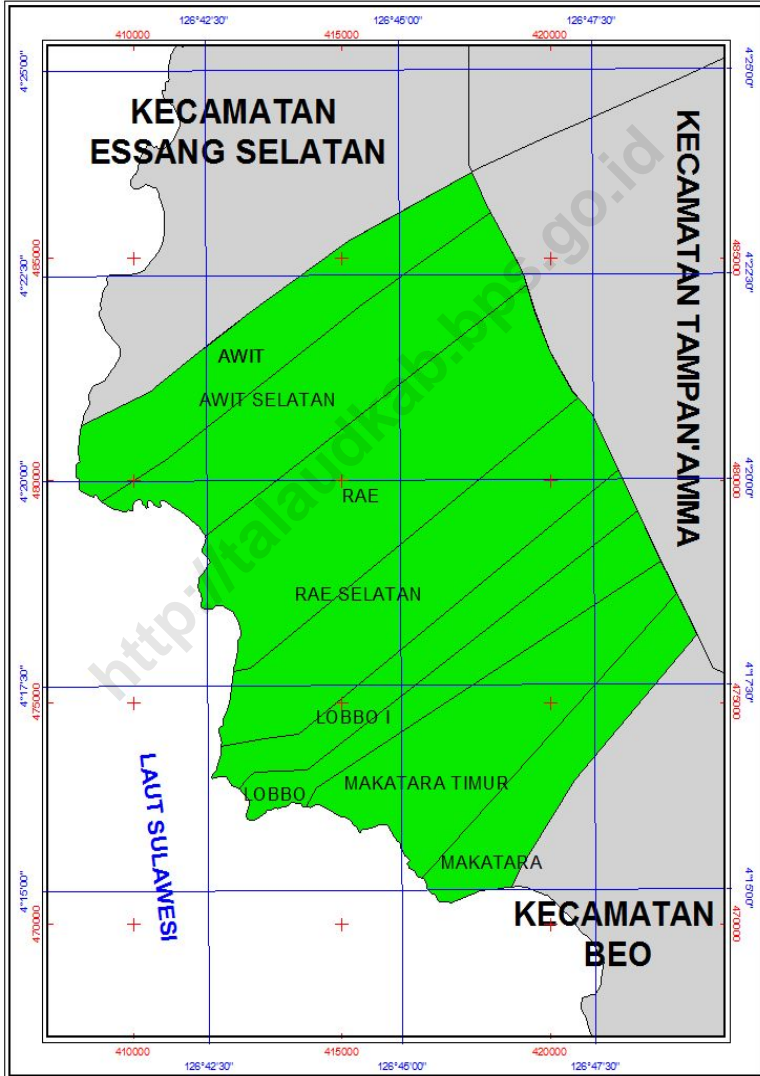 126°42'30"
126°45'00"
126°47'30"
410000
415000
420000
4°25'00"
4°25'00"
KECAMATAN
ESSANG SELATAN
KECAMATAN TAMPAN'AMMA
485000
485000
4°22'30"
4°22'30"
AWIT
AWIT SELATAN
4°20'00"
4°20'00"
480000
480000
RAE
RAE SELATAN
http://talaudkab.bps.go.id
4°17'30"
4°17'30"
475000
475000
LOBBO I
LOBBO
MAKATARA TIMUR
LAUT SULAWESI
MAKATARA
4°15'00"
4°15'00"
470000
470000
KECAMATAN
BEO
410000
415000
420000
126°42'30"
126°45'00"
126°47'30"